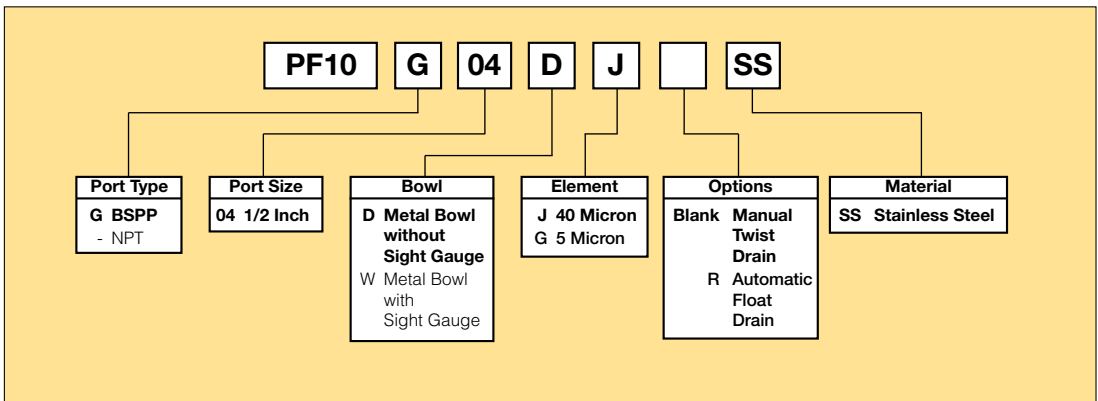 PF10 G 04 D J SS
Port Type
G BSPP
- NPT
Port Size
04 1/2 Inch
Bowl
D Metal Bowl
without
Sight Gauge
W Metal Bowl
with
Sight Gauge
Element
J 40 Micron
G 5 Micron
Options
Blank Manual
Twist
Drain
R Automatic
Float
Drain
Material
SS Stainless Steel